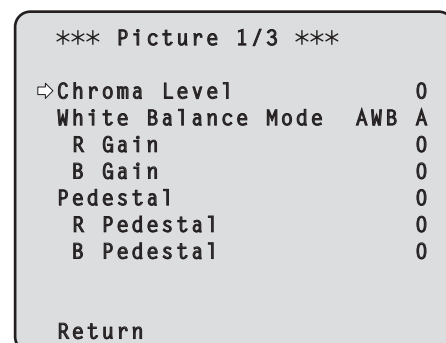 *** Picture 1/3 ***
⇨Chroma Level 0
White Balance Mode AWB A
R Gain 0
B Gain 0
Pedestal 0
R Pedestal 0
B Pedestal 0
Return